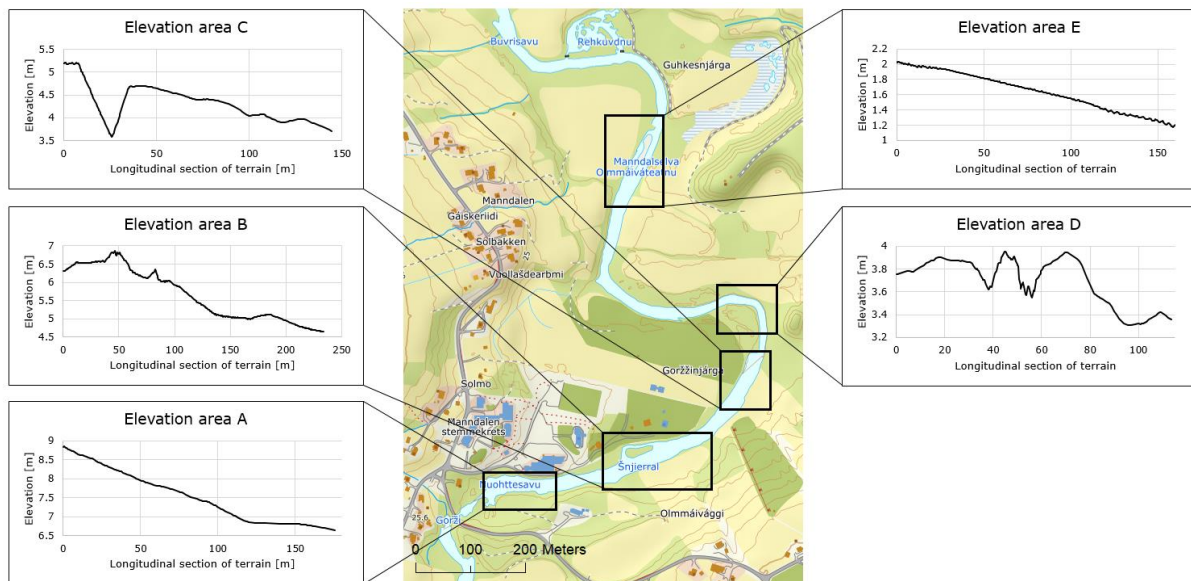 Elevation area C
Elevation [m]
5.5
5
4.5
4
3.5
0
50
100
150
Longitudinal section of terrain [m]
Elevation area B
Elevation [m]
7
6.5
6
5.5
5
4.5
0
50
100
150
200
250
Longitudinal section of terrain [m]
Elevation area A
Elevation [m]
9
8.5
8
7.5
7
6.5
0
50
100
150
Longitudinal section of terrain [m]
Buvrisavu
Rehkuvdnu
Guhkesnjárga
Manndalselva
Olmmáiváteatnu
Manndalen
Gáiskeriidi
Solbakken
25
Vuollašdearbmi
Goržžinjárga
Solmo
Manndalen
stemmekrets
Šnjierral
Nuohttesavu
Olmmáivággi
25.6
Gorži
0
100
200 Meters
Elevation area E
Elevation [m]
2.2
2
1.8
1.6
1.4
1.2
1
0
50
100
150
Longitudinal section of terrain
Elevation area D
Elevation [m]
4
3.8
3.6
3.4
3.2
0
20
40
60
80
100
Longitudinal section of terrain